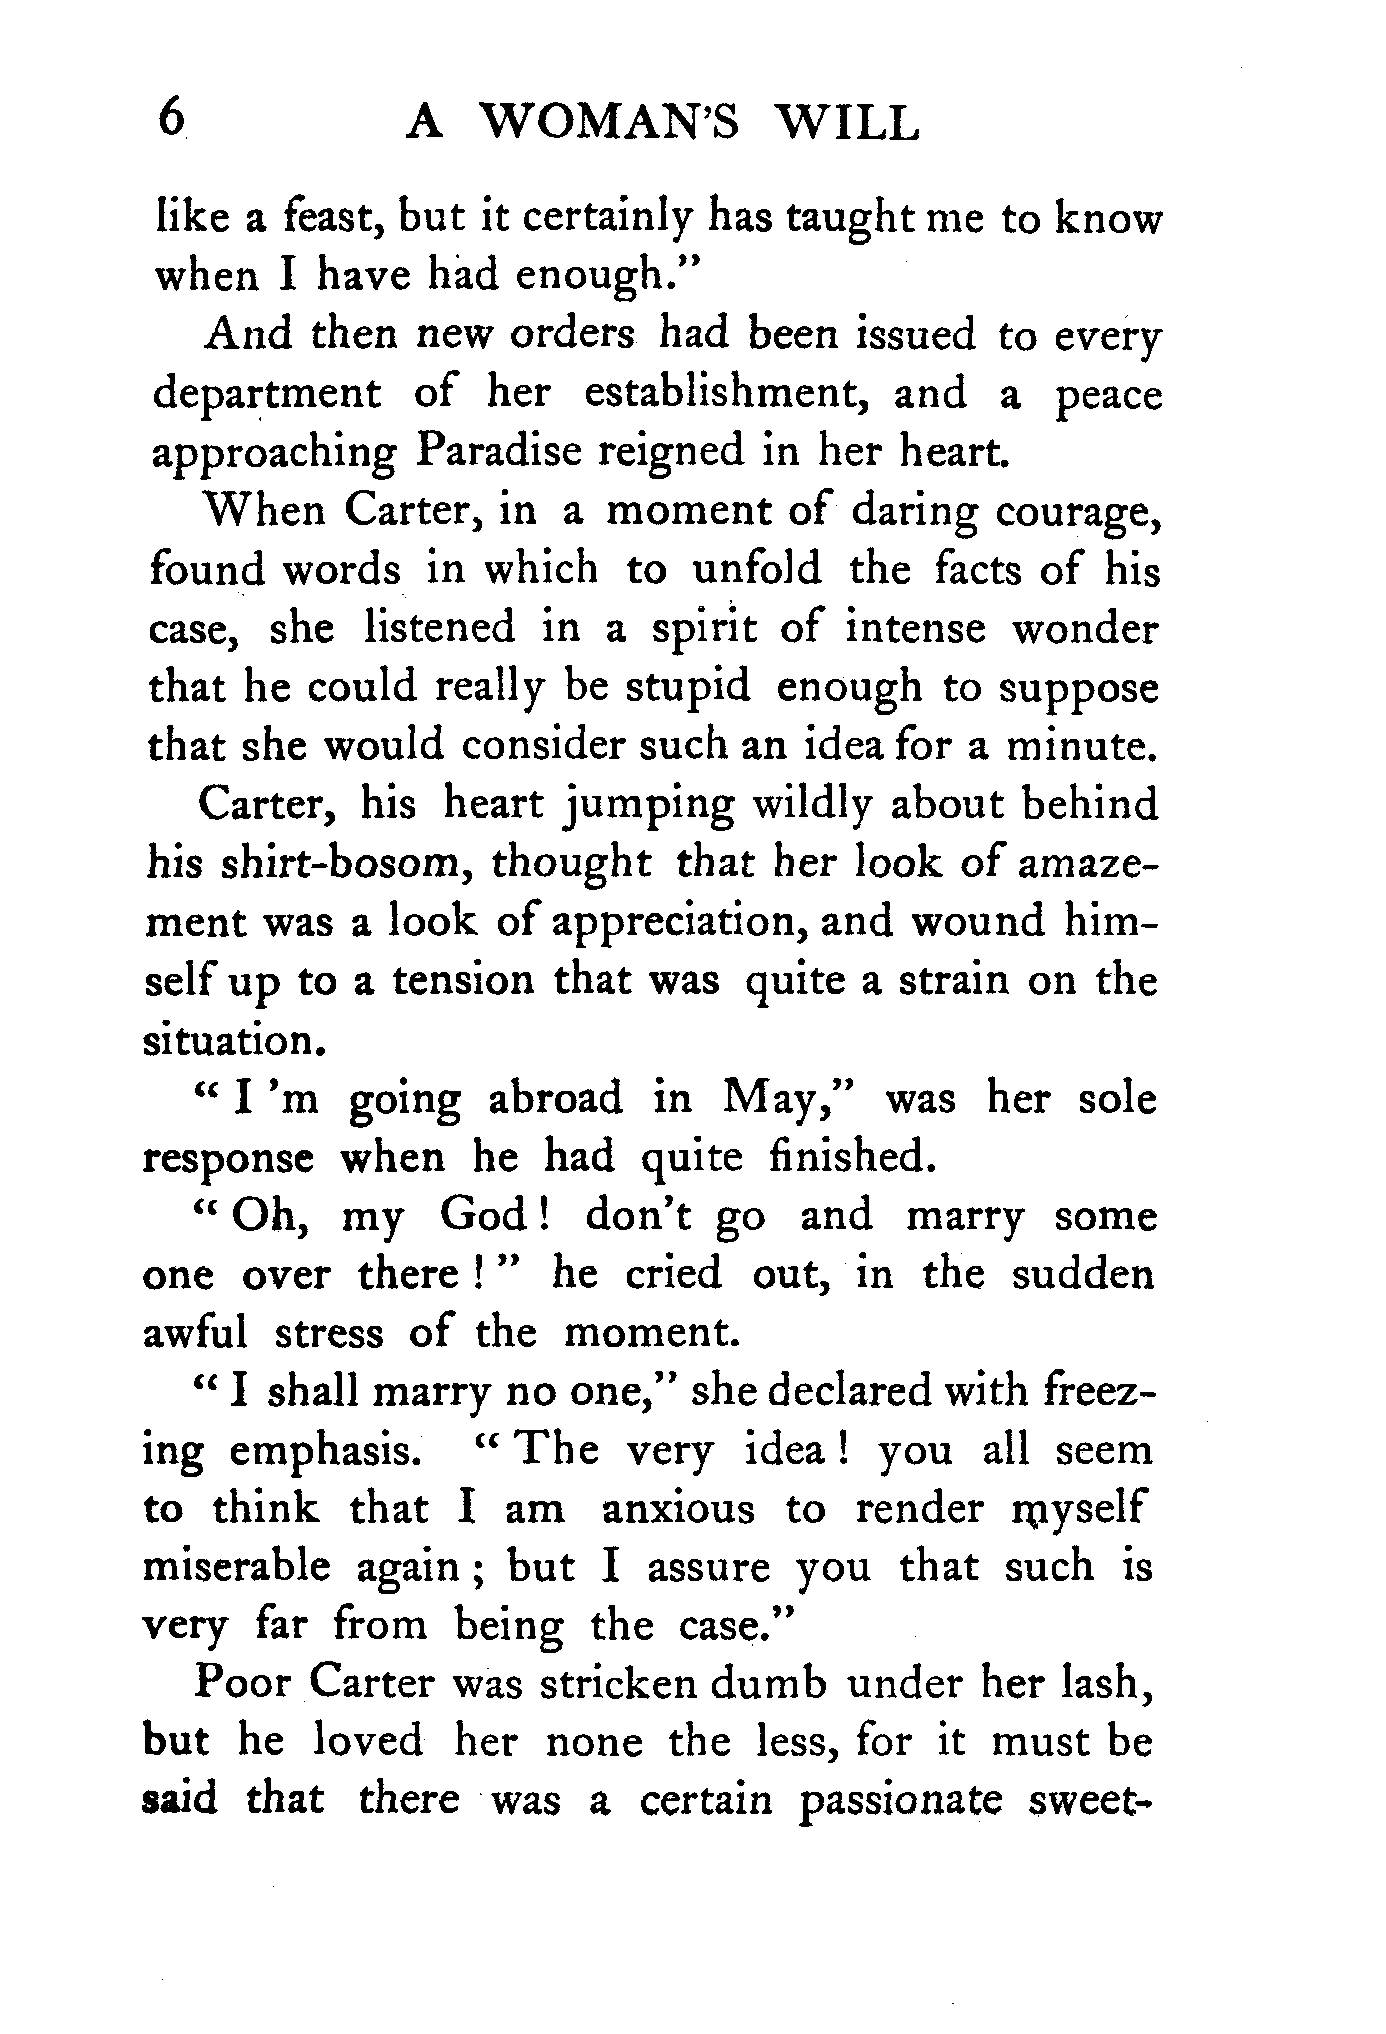 6 A WOMAN'S WILL
like a feast, but it certainly has taught me to know
when I have had enough."
And then new orders had been issued to every
department of her establishment, and a peace
approaching Paradise reigned in her heart.
When Carter, in a moment of daring courage,
found words in which to unfold the facts of his
case, she listened in a spirit of intense wonder
that he could really be stupid enough to suppose
that she would consider such an idea for a minute.
Carter, his heart jumping wildly about behind
his shirt-bosom, thought that her look of amaze-
ment was a look of appreciation, and wound him-
self up to a tension that was quite a strain on the
situation.
" I 'm going abroad in May," was her sole
response when he had quite finished.
" Oh, my God ! don't go and marry some
one over there ! " he cried out, in the sudden
awful stress of the moment.
" I shall marry no one," she declared with freez-
ing emphasis. " The very idea ! you all seem
to think that I am anxious to render myself
miserable again ; but I assure you that such is
very far from being the case."
Poor Carter was stricken dumb under her lash,
but he loved her none the less, for it must be
said that there was a certain passionate sweet-